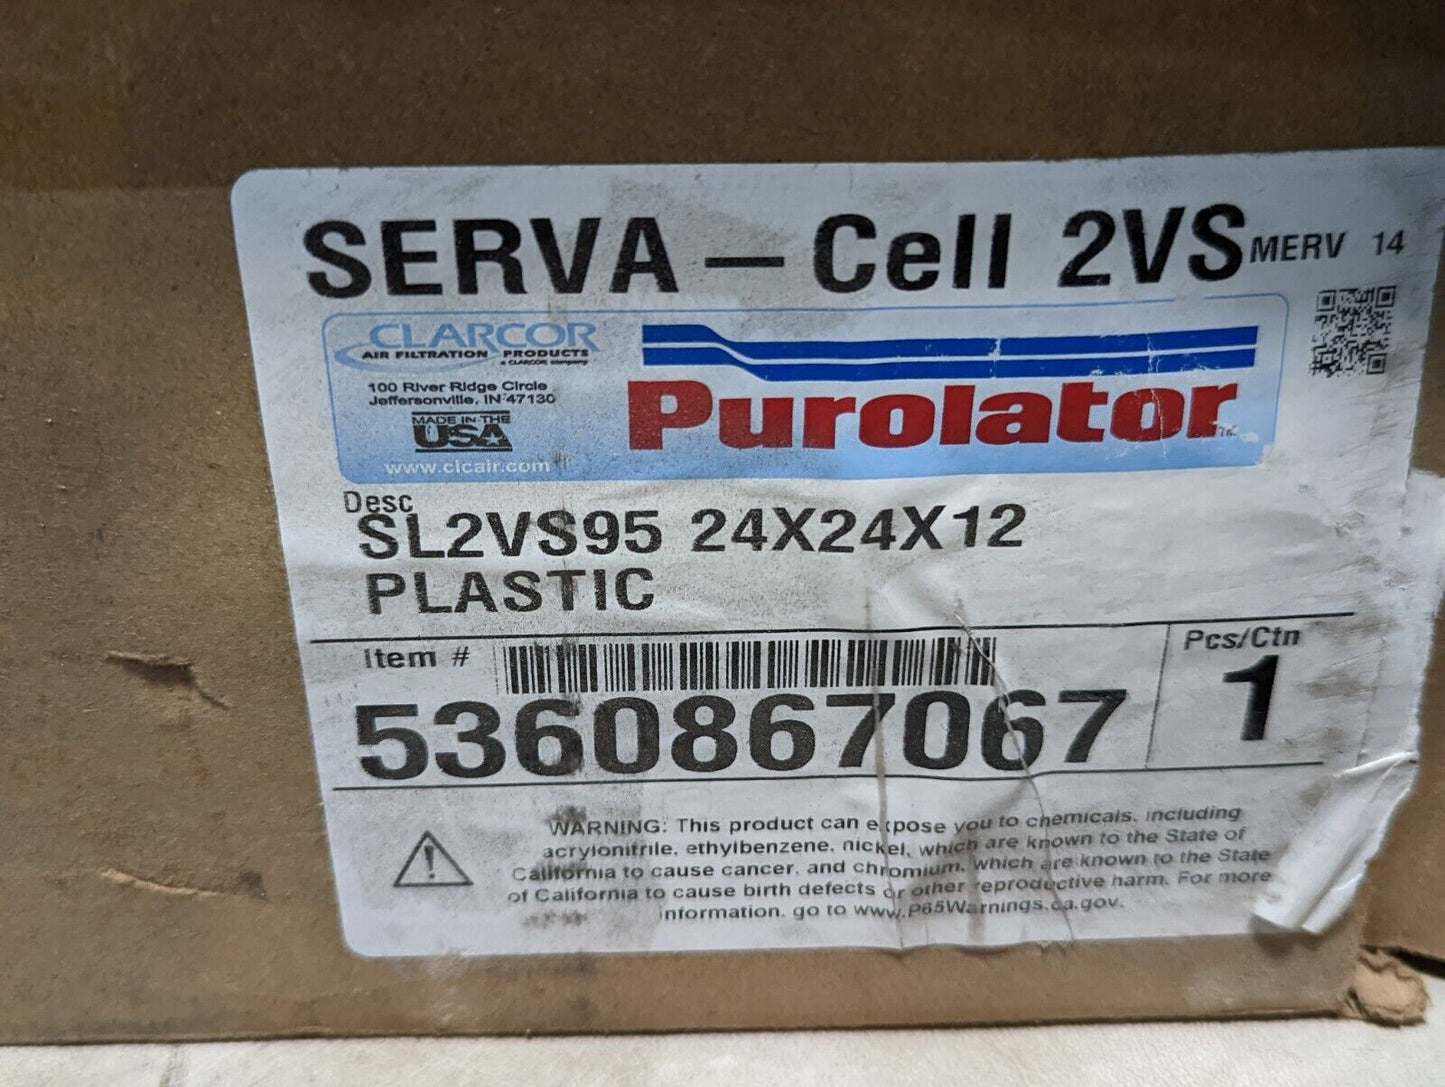 SERVA – Cell 2VS MERV 14
CLARCOR
AIR FILTRATION PRODUCTS
a CLARCOR company
100 River Ridge Circle
Jeffersonville, IN 47130
MADE IN THE
USA
www.clcair.com
Purolator
TM
Desc
SL2VS95 24X24X12
PLASTIC
Item #
5360867067
Pcs/Ctn
1
WARNING: This product can expose you to chemicals, including
acrylonitrile, ethylbenzene, nickel, which are known to the State of
California to cause cancer, and chromium, which are known to the State
of California to cause birth defects or other reproductive harm. For more
information, go to www.P65Warnings.ca.gov.